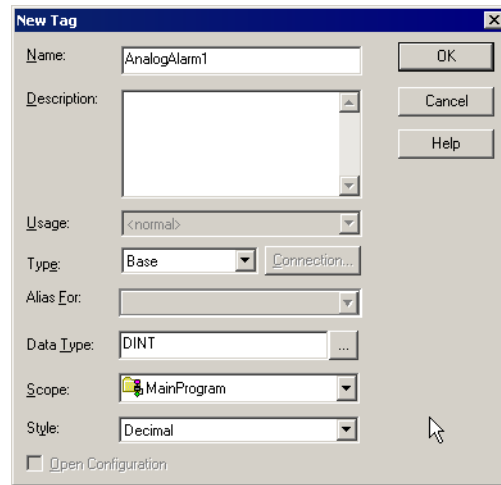 New Tag
Name: AnalogAlarm1 OK
Description: Cancel
Help
Usage: <normal>
Type: Base Connection...
Alias For:
Data Type: DINT ...
Scope: MainProgram
Style: Decimal
Open Configuration